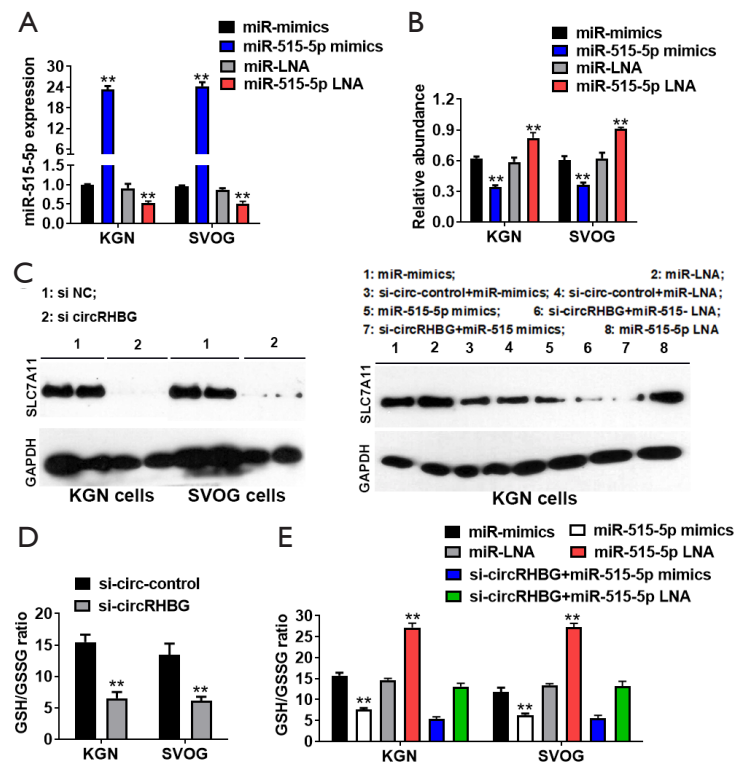 A
miR-mimics
miR-515-5p mimics
miR-LNA
miR-515-5p LNA
miR-515-5p expression
30
24
18
12
6
1.5
1.0
0.5
0.0
** ** ** **
KGN SVOG
B
miR-mimics
miR-515-5p mimics
miR-LNA
miR-515-5p LNA
Relative abundance
1.2
0.9
0.6
0.3
0.0
** ** ** **
KGN SVOG
C
1: si NC;
2: si circRHBG
1 2 1 2
SLC7A11
GAPDH
KGN cells SVOG cells
1: miR-mimics; 2: miR-LNA;
3: si-circ-control+miR-mimics; 4: si-circ-control+miR-LNA;
5: miR-515-5p mimics; 6: si-circRHBG+miR-515- LNA;
7: si-circRHBG+miR-515 mimics; 8: miR-515-5p LNA
1 2 3 4 5 6 7 8
SLC7A11
GAPDH
KGN cells
D
si-circ-control
si-circRHBG
GSH/GSSG ratio
20
15
10
5
0
** **
KGN SVOG
E
miR-mimics miR-515-5p mimics
miR-LNA miR-515-5p LNA
si-circRHBG+miR-515-5p mimics
si-circRHBG+miR-515-5p LNA
GSH/GSSG ratio
30
25
20
15
10
5
0
** ** ** **
KGN SVOG